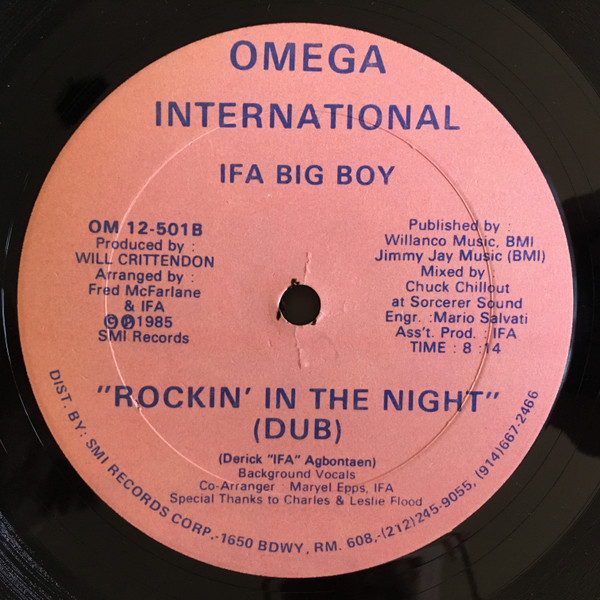 OMEGA
INTERNATIONAL
IFA BIG BOY
OM 12-501B
Produced by :
WILL CRITTENDON
Arranged by :
Fred McFarlane
& IFA
©℗1985
SMI Records
Published by :
Willanco Music, BMI
Jimmy Jay Music (BMI)
Mixed by
Chuck Chillout
at Sorcerer Sound
Engr. :Mario Salvati
Ass't. Prod. : IFA
TIME : 8 :14
"ROCKIN' IN THE NIGHT"
(DUB)
(Derick "IFA" Agbontaen)
Background Vocals
Co-Arranger : Maryel Epps, IFA
Special Thanks to Charles & Leslie Flood
DIST. BY: SMI RECORDS CORP.-1650 BDWY, RM. 608,-(212)245-9055, (914)667-2466